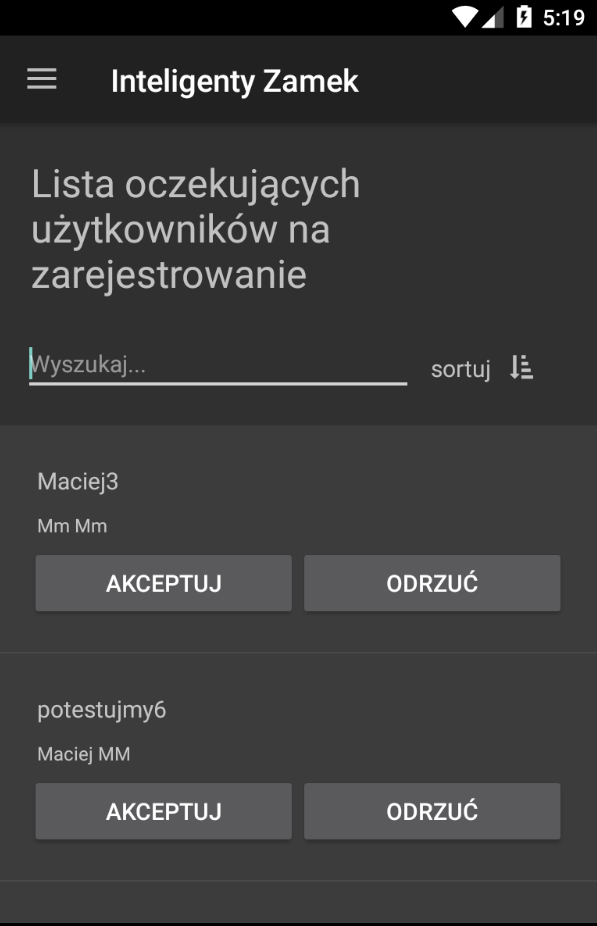 5:19
Inteligenty Zamek
Lista oczekujących
użytkowników na
zarejestrowanie
Wyszukaj...
sortuj
Maciej3
Mm Mm
AKCEPTUJ ODRZUĆ
potestujmy6
Maciej MM
AKCEPTUJ ODRZUĆ